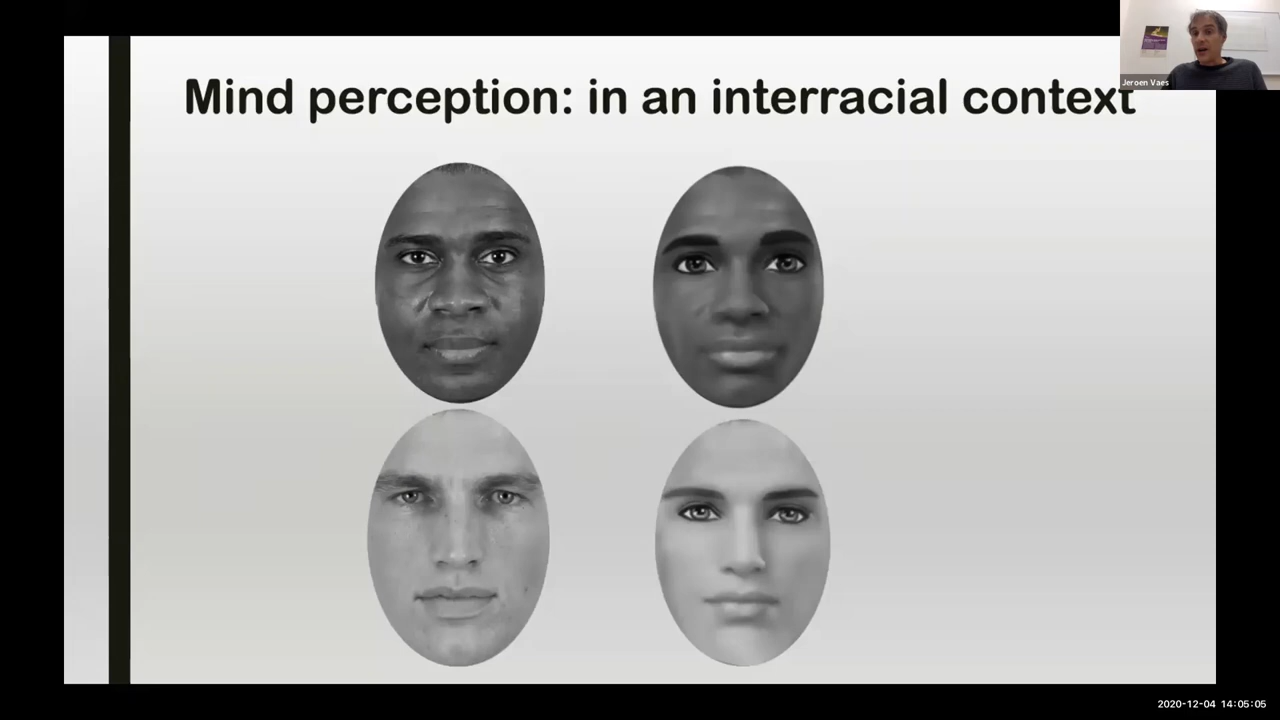 Mind perception: in an interracial context
Jeroen Vaes
2020-12-04 14:05:05